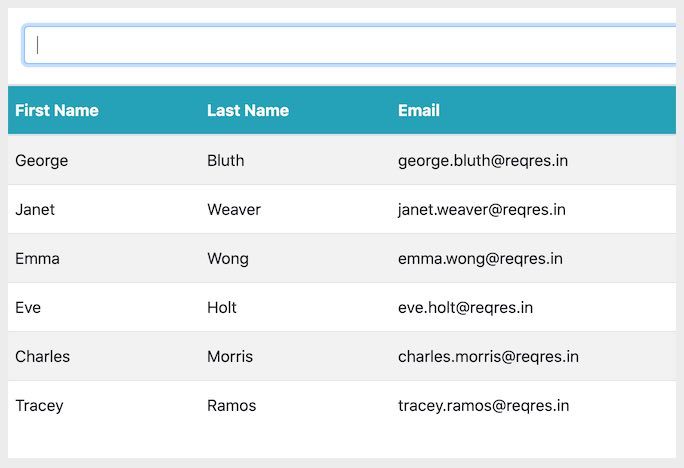 First Name Last Name Email
George Bluth george.bluth@reqres.in
Janet Weaver janet.weaver@reqres.in
Emma Wong emma.wong@reqres.in
Eve Holt eve.holt@reqres.in
Charles Morris charles.morris@reqres.in
Tracey Ramos tracey.ramos@reqres.in